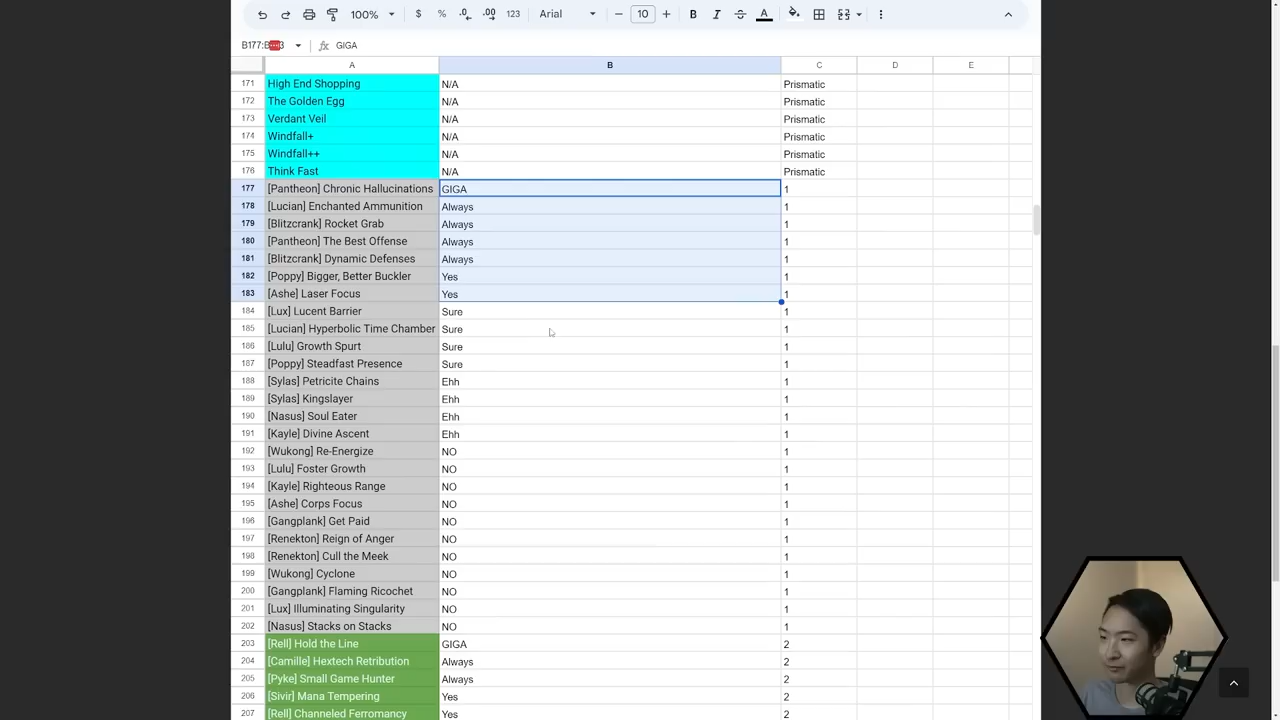 100% $ % .0 .00 123 Arial 10 B I A
GIGA
A B C D E
171 High End Shopping N/A Prismatic
172 The Golden Egg N/A Prismatic
173 Verdant Veil N/A Prismatic
174 Windfall+ N/A Prismatic
175 Windfall++ N/A Prismatic
176 Think Fast N/A Prismatic
177 [Pantheon] Chronic Hallucinations GIGA 1
178 [Lucian] Enchanted Ammunition Always 1
179 [Blitzcrank] Rocket Grab Always 1
180 [Pantheon] The Best Offense Always 1
181 [Blitzcrank] Dynamic Defenses Always 1
182 [Poppy] Bigger, Better Buckler Yes 1
183 [Ashe] Laser Focus Yes 1
184 [Lux] Lucent Barrier Sure 1
185 [Lucian] Hyperbolic Time Chamber Sure 1
186 [Lulu] Growth Spurt Sure 1
187 [Poppy] Steadfast Presence Sure 1
188 [Sylas] Petricite Chains Ehh 1
189 [Sylas] Kingslayer Ehh 1
190 [Nasus] Soul Eater Ehh 1
191 [Kayle] Divine Ascent Ehh 1
192 [Wukong] Re-Energize NO 1
193 [Lulu] Foster Growth NO 1
194 [Kayle] Righteous Range NO 1
195 [Ashe] Corps Focus NO 1
196 [Gangplank] Get Paid NO 1
197 [Renekton] Reign of Anger NO 1
198 [Renekton] Cull the Meek NO 1
199 [Wukong] Cyclone NO 1
200 [Gangplank] Flaming Ricochet NO 1
201 [Lux] Illuminating Singularity NO 1
202 [Nasus] Stacks on Stacks NO 1
203 [Rell] Hold the Line GIGA 2
204 [Camille] Hextech Retribution Always 2
205 [Pyke] Small Game Hunter Always 2
206 [Sivir] Mana Tempering Yes 2
207 [Rell] Channeled Ferromancy Yes 2